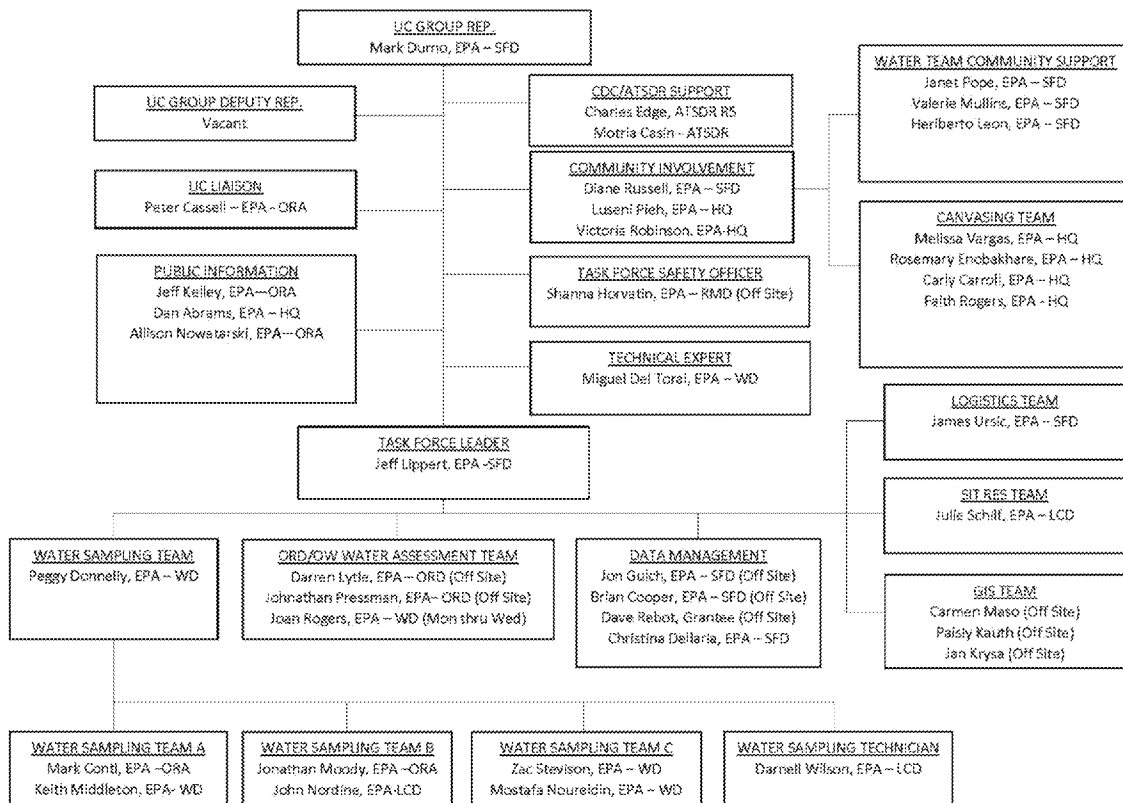 UC GROUP REP.
Mark Durno, EPA – SFD
UC GROUP DEPUTY REP.
Vacant
CDC/ATSDR SUPPORT
Charles Edge, ATSDR R5
Motria Casin - ATSDR
WATER TEAM COMMUNITY SUPPORT
Janet Pope, EPA – SFD
Valerie Mullins, EPA – SFD
Heriberto Leon, EPA – SFD
UC LIAISON
Peter Cassell – EPA - ORA
COMMUNITY INVOLVEMENT
Diane Russell, EPA – SFD
Luseni Pieh, EPA – HQ
Victoria Robinson, EPA-HQ
CANVASING TEAM
Melissa Vargas, EPA – HQ
Rosemary Enobakhare, EPA – HQ
Carly Carroll, EPA – HQ
Faith Rogers, EPA - HQ
PUBLIC INFORMATION
Jeff Kelley, EPA—ORA
Dan Abrams, EPA – HQ
Allison Nowatarski, EPA—ORA
TASK FORCE SAFETY OFFICER
Shanna Horvatin, EPA – RMD (Off Site)
TECHNICAL EXPERT
Miguel Del Toral, EPA – WD
TASK FORCE LEADER
Jeff Lippert, EPA -SFD
LOGISTICS TEAM
James Ursic, EPA – SFD
SIT RES TEAM
Julie Schilf, EPA – LCD
GIS TEAM
Carmen Maso (Off Site)
Paisly Kauth (Off Site)
Jan Krysa (Off Site)
WATER SAMPLING TEAM
Peggy Donnelly, EPA – WD
ORD/OW WATER ASSESSMENT TEAM
Darren Lytle, EPA – ORD (Off Site)
Johnathan Pressman, EPA– ORD (Off Site)
Joan Rogers, EPA – WD (Mon thru Wed)
DATA MANAGEMENT
Jon Gulch, EPA – SFD (Off Site)
Brian Cooper, EPA – SFD (Off Site)
Dave Rebot, Grantee (Off Site)
Christina Dellaria, EPA – SFD
WATER SAMPLING TEAM A
Mark Conti, EPA –ORA
Keith Middleton, EPA- WD
WATER SAMPLING TEAM B
Jonathan Moody, EPA –ORA
John Nordine, EPA-LCD
WATER SAMPLING TEAM C
Zac Stevison, EPA – WD
Mostafa Noureldin, EPA – WD
WATER SAMPLING TECHNICIAN
Darnell Wilson, EPA – LCD